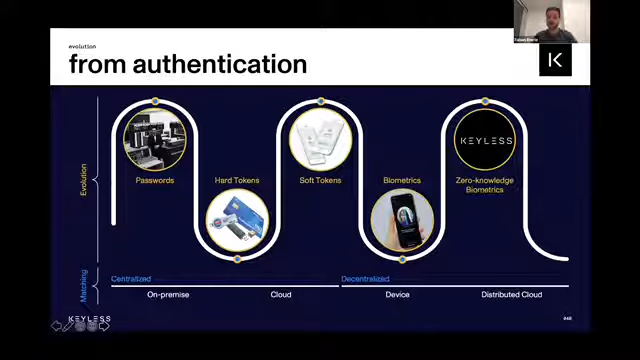 evolution
from authentication
K
Evolution
Passwords
Hard Tokens
Soft Tokens
Biometrics
KEYLESS
Zero-knowledge
Biometrics
Matching
Centralized
Decentralized
On-premise
Cloud
Device
Distributed Cloud
KEYLESS